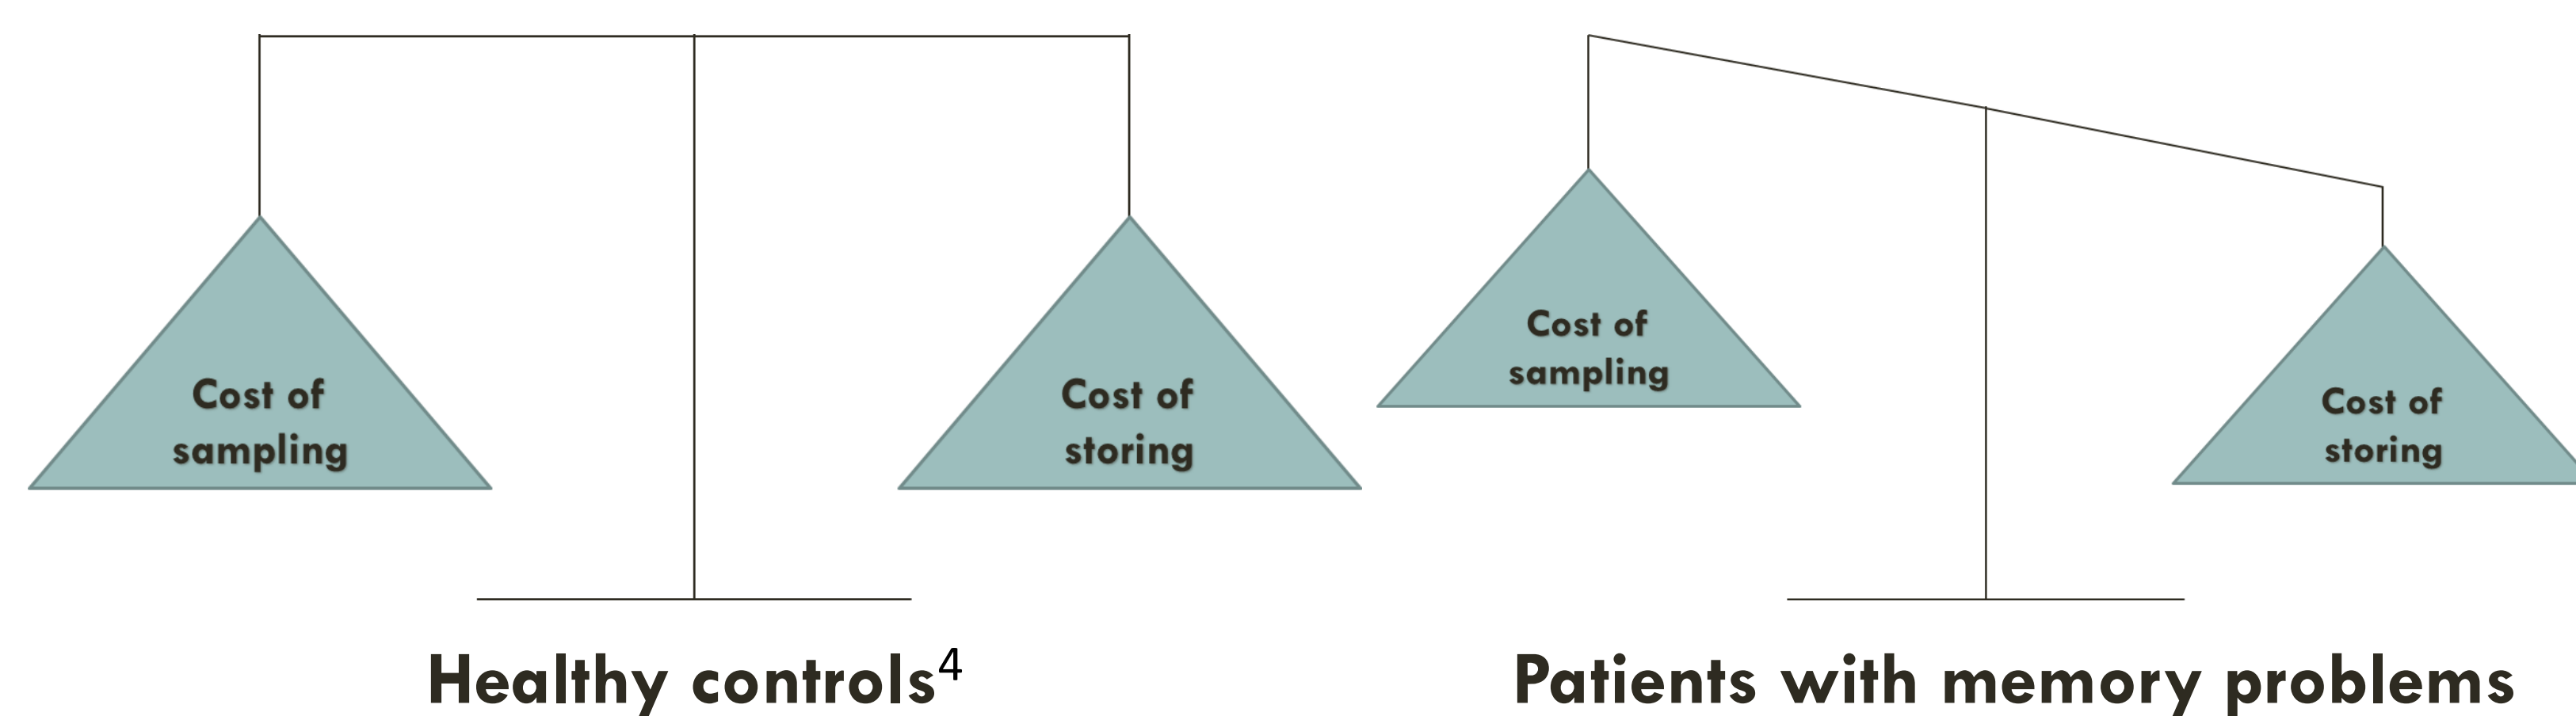 Cost of
sampling
Cost of
storing
Healthy controls4
Cost of
sampling
Cost of
storing
Patients with memory problems